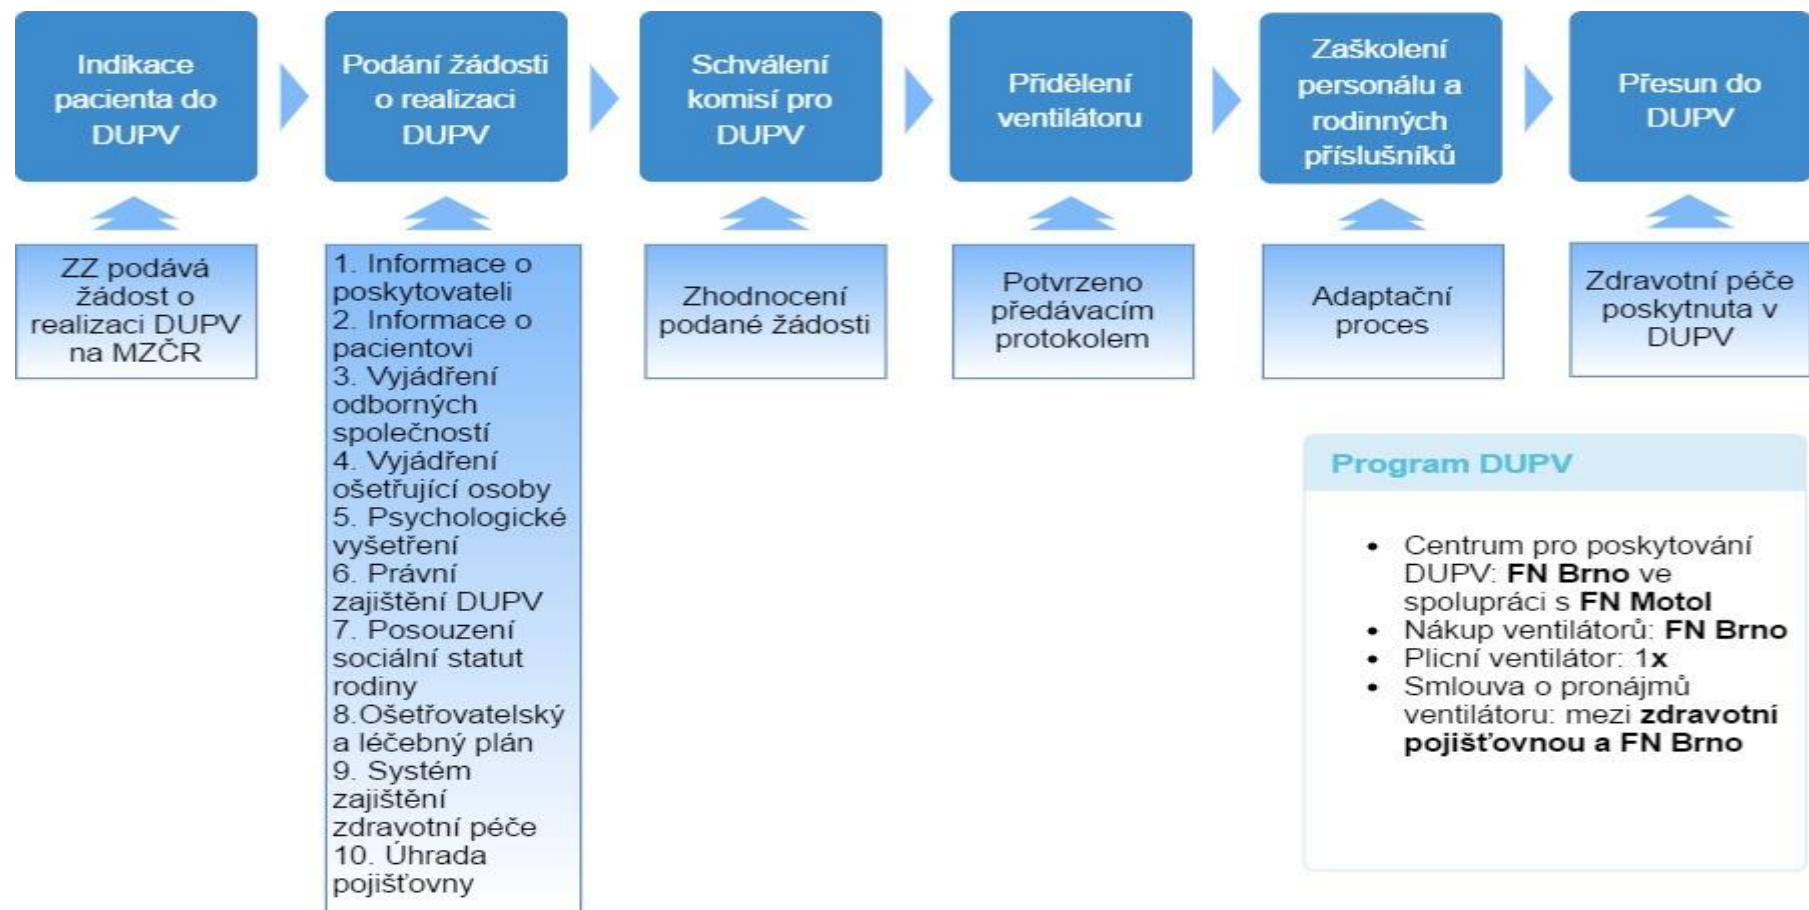 Indikace
pacienta do
DUPV
Podání žádosti
o realizaci
DUPV
Schválení
komisí pro
DUPV
Přidělení
ventilátoru
Zaškolení
personálu a
rodinných
příslušníků
Přesun do
DUPV
ZZ podává
žádost o
realizaci DUPV
na MZČR
1. Informace o
poskytovateli
2. Informace o
pacientovi
3. Vyjádření
odborných
společností
4. Vyjádření
ošetřující osoby
5. Psychologické
vyšetření
6. Právní
zajištění DUPV
7. Posouzení
sociální statut
rodiny
8.Ošetřovatelský
a léčebný plán
9. Systém
zajištění
zdravotní péče
10. Úhrada
pojišťovny
Zhodnocení
podané žádosti
Potvrzeno
předávacím
protokolem
Adaptační
proces
Zdravotní péče
poskytnuta v
DUPV
Program DUPV
• Centrum pro poskytování
DUPV: FN Brno ve
spolupráci s FN Motol
• Nákup ventilátorů: FN Brno
• Plicní ventilátor: 1x
• Smlouva o pronájmů
ventilátoru: mezi zdravotní
pojišťovnou a FN Brno